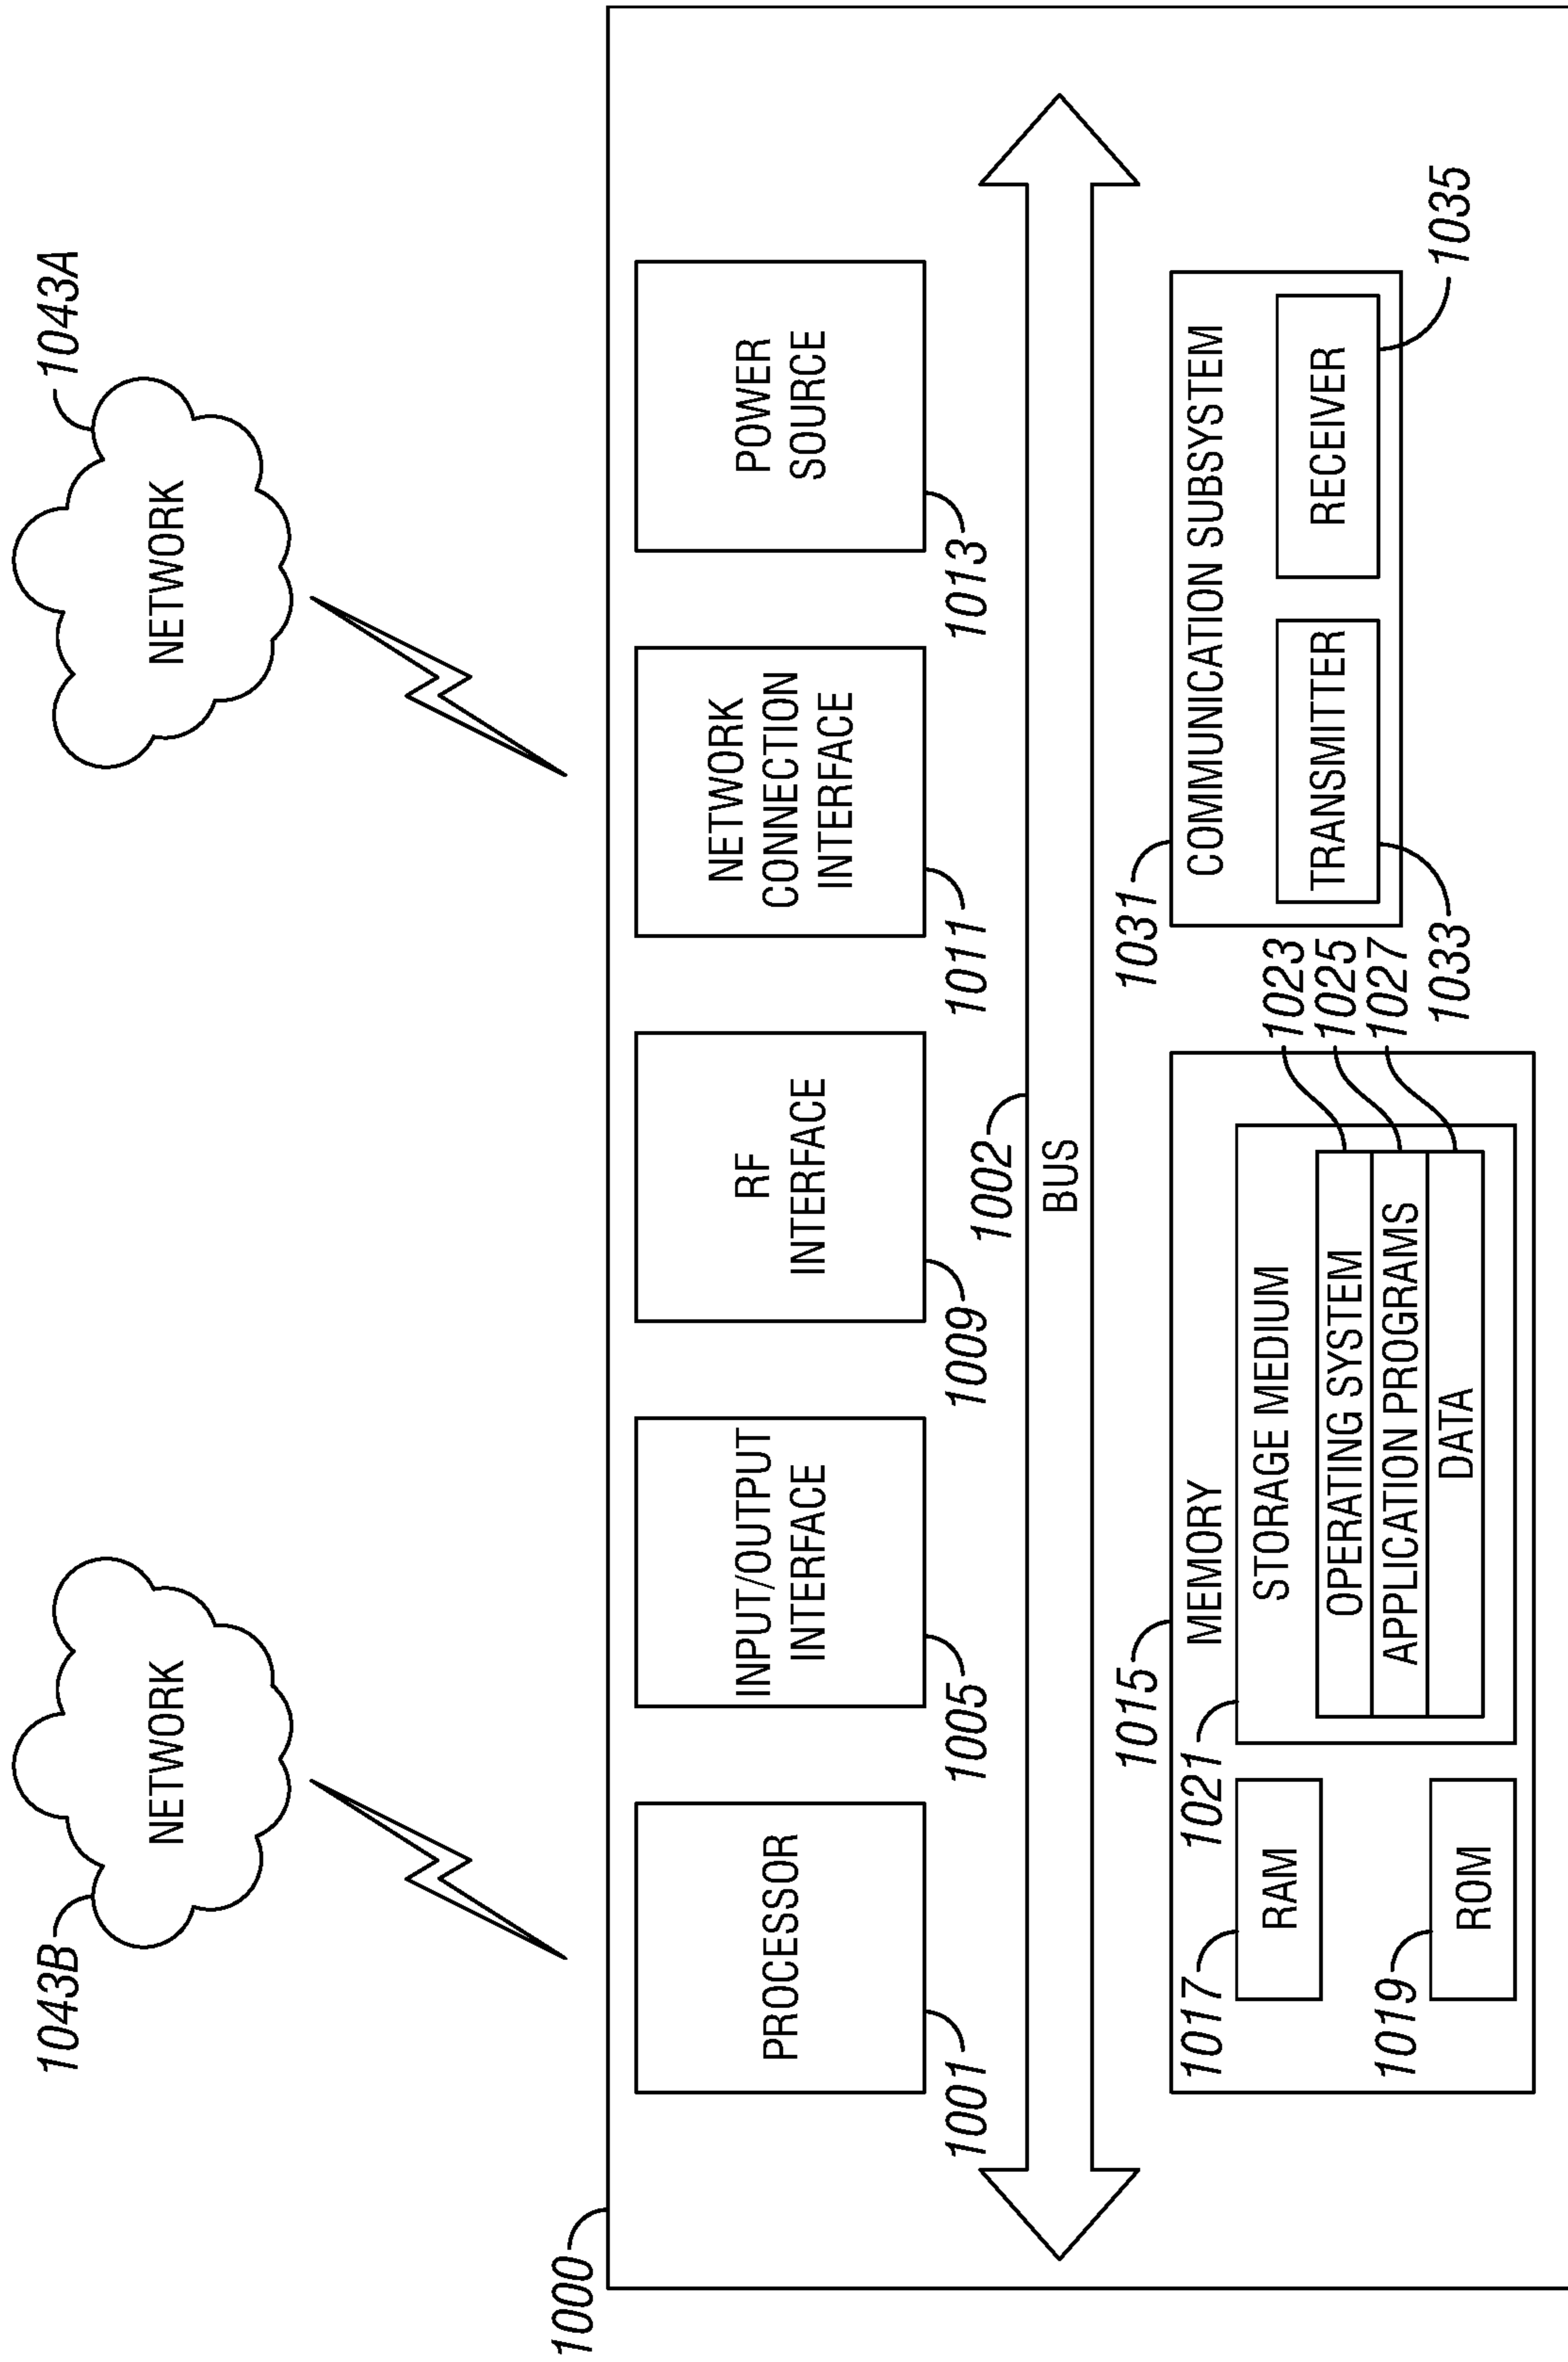 1043B
NETWORK
1043A
NETWORK
1000
PROCESSOR
1001
INPUT/OUTPUT
INTERFACE
1005
RF
INTERFACE
1009
NETWORK
CONNECTION
INTERFACE
1011
POWER
SOURCE
1013
1002
BUS
1015
MEMORY
1017
RAM
1019
ROM
1021
STORAGE MEDIUM
OPERATING SYSTEM
APPLICATION PROGRAMS
DATA
1023
1025
1027
1031
COMMUNICATION SUBSYSTEM
TRANSMITTER
1033
RECEIVER
1035